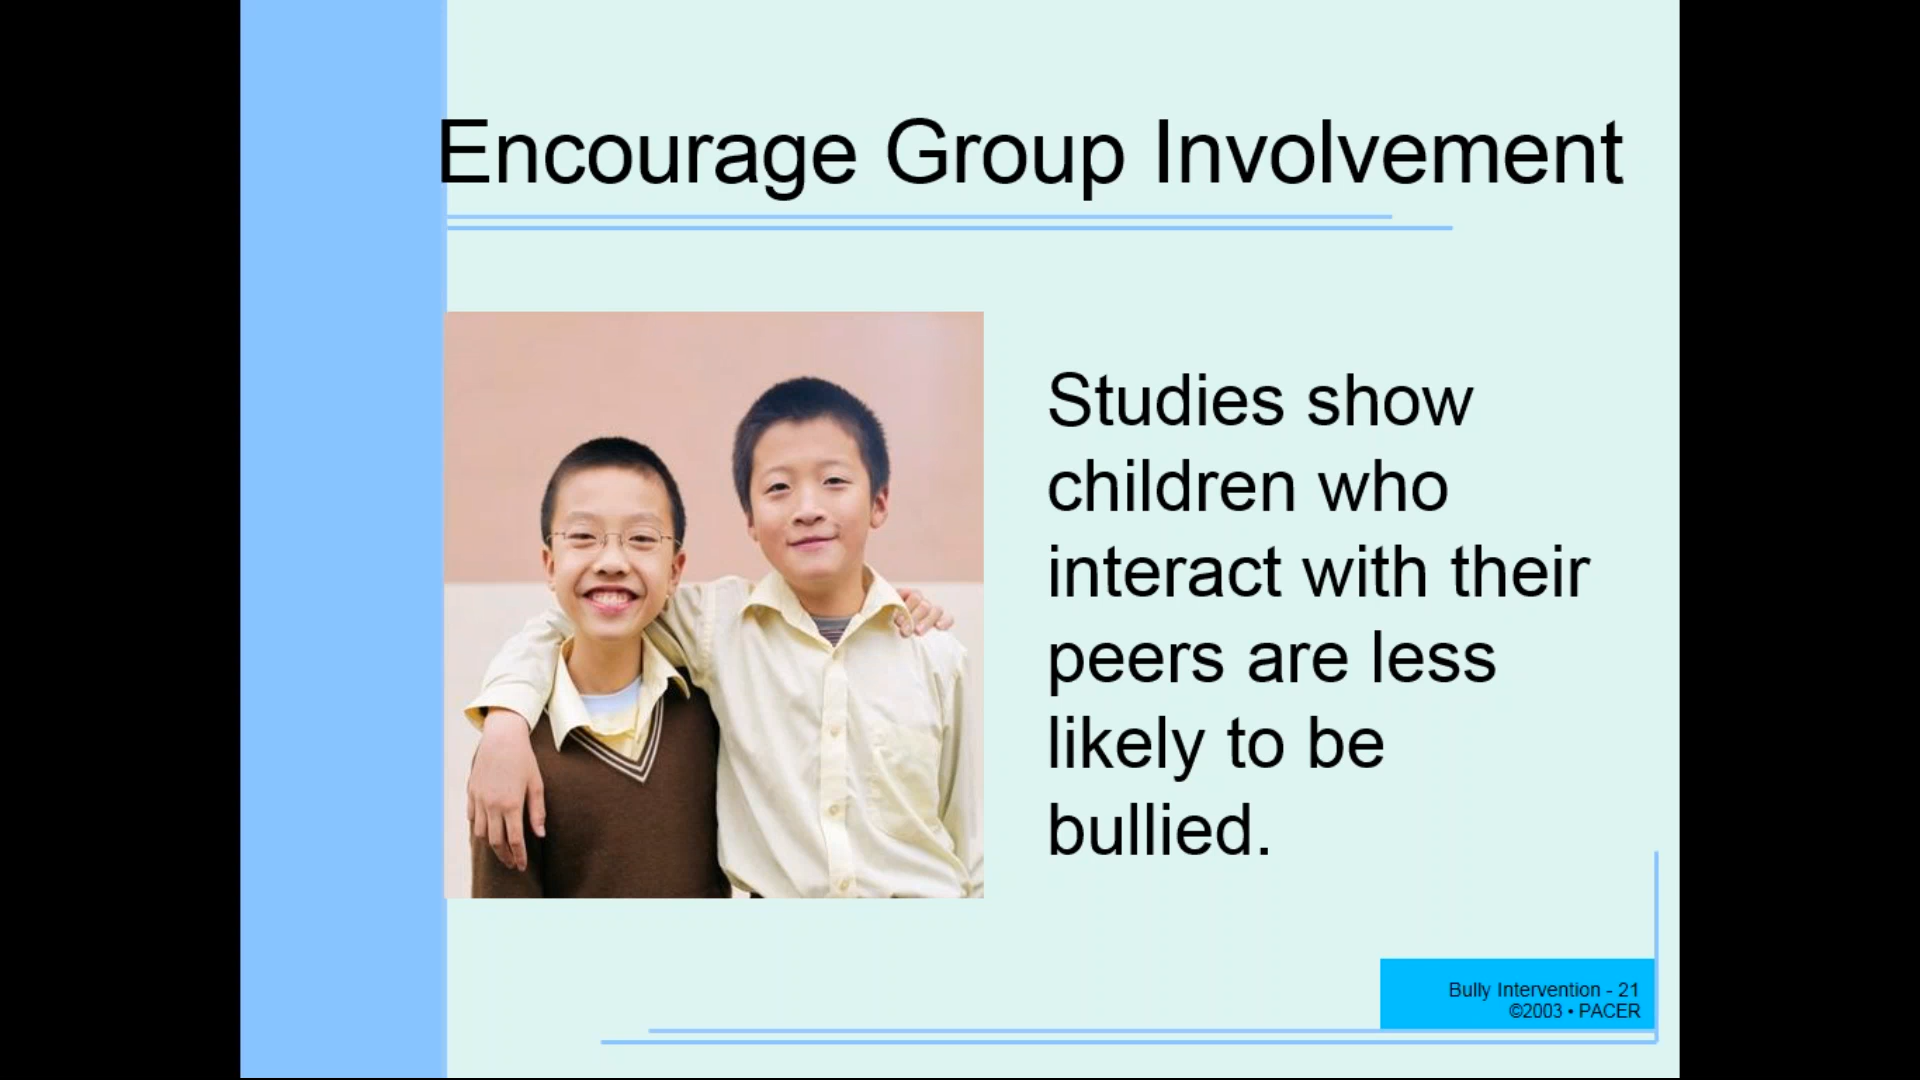 Encourage Group Involvement
Studies show
children who
interact with their
peers are less
likely to be
bullied.
Bully Intervention - 21
©2003 • PACER